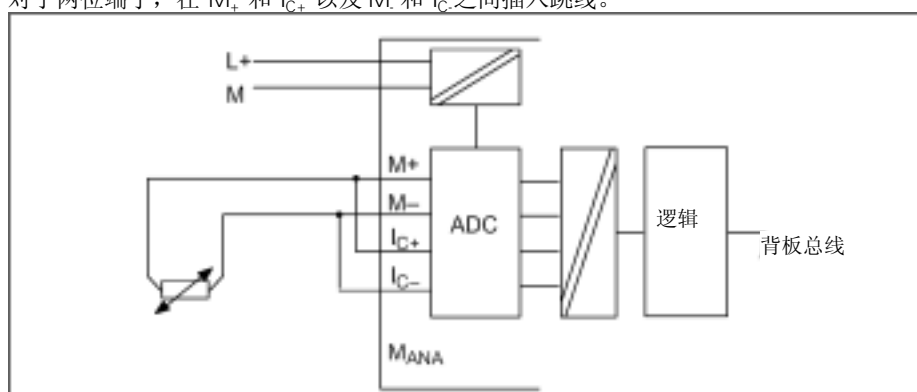 对于两位端子，在 M+ 和 IC+ 以及 M- 和 IC-之间插入跳线。
L+
M
M+
M–
ADC
逻辑
IC+
背板总线
IC–
MANA